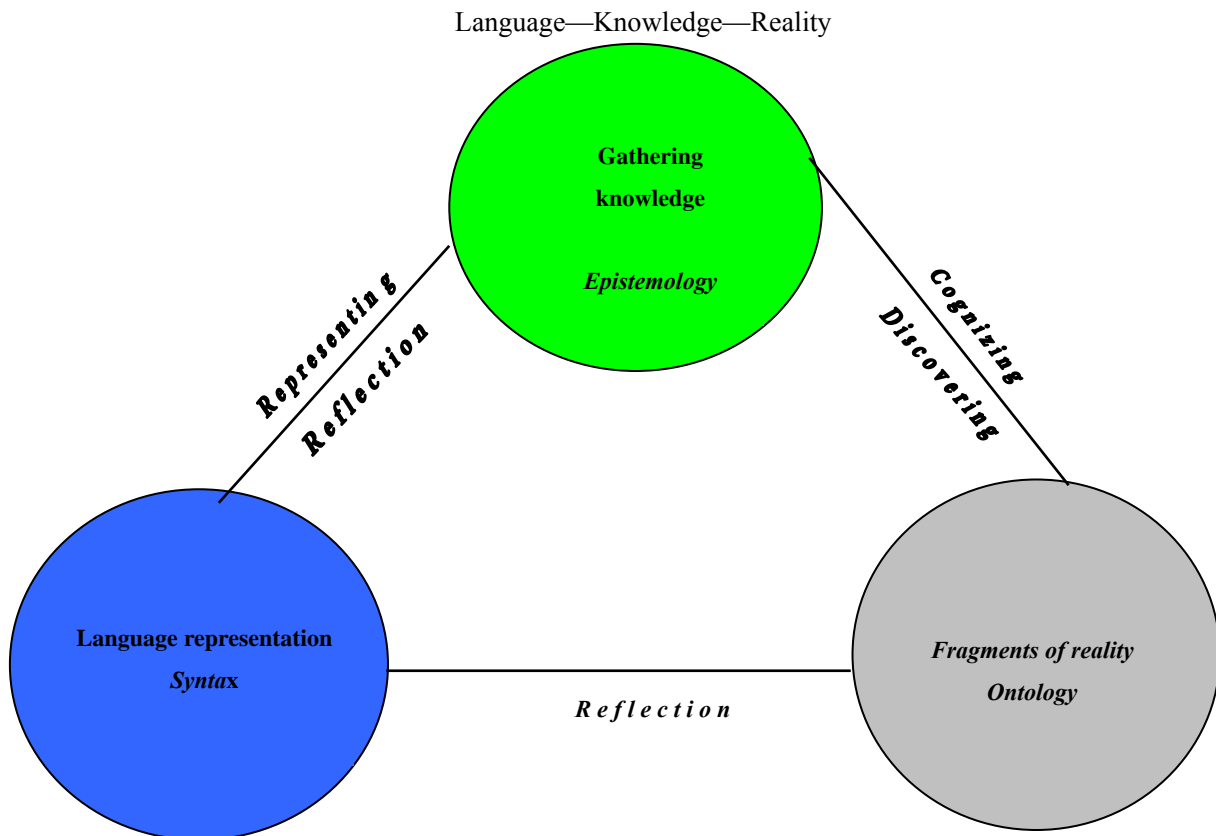 Language—Knowledge—Reality
Gathering
knowledge
Epistemology
Representing
Reflection
Cognizing
Discovering
Language representation
Syntax
Fragments of reality
Ontology
Reflection